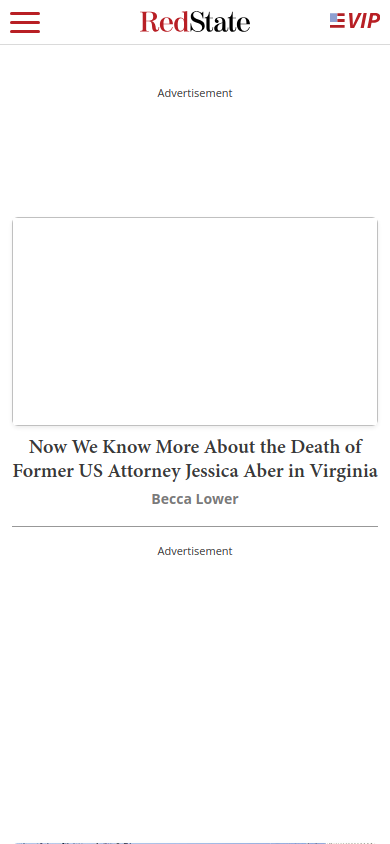 RedState
VIP
Advertisement
Now We Know More About the Death of
Former US Attorney Jessica Aber in Virginia
Becca Lower
Advertisement